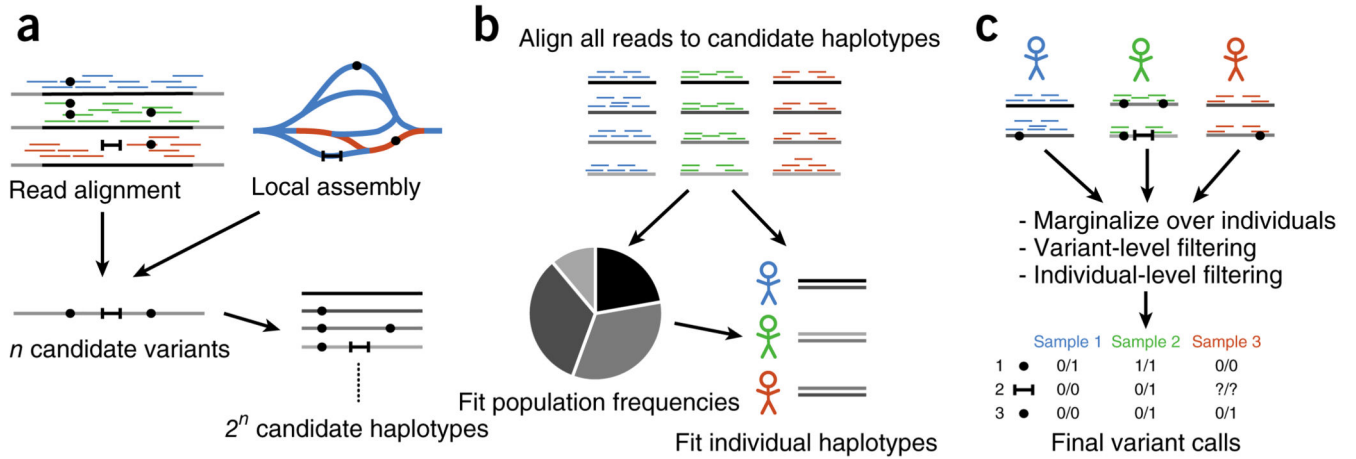 a
Read alignment
Local assembly
n candidate variants
2^n candidate haplotypes
b
Align all reads to candidate haplotypes
Fit population frequencies
Fit individual haplotypes
c
- Marginalize over individuals
- Variant-level filtering
- Individual-level filtering
Sample 1 Sample 2 Sample 3
1 0/1 1/1 0/0
2 0/0 0/1 ?/?
3 0/0 0/1 0/1
Final variant calls